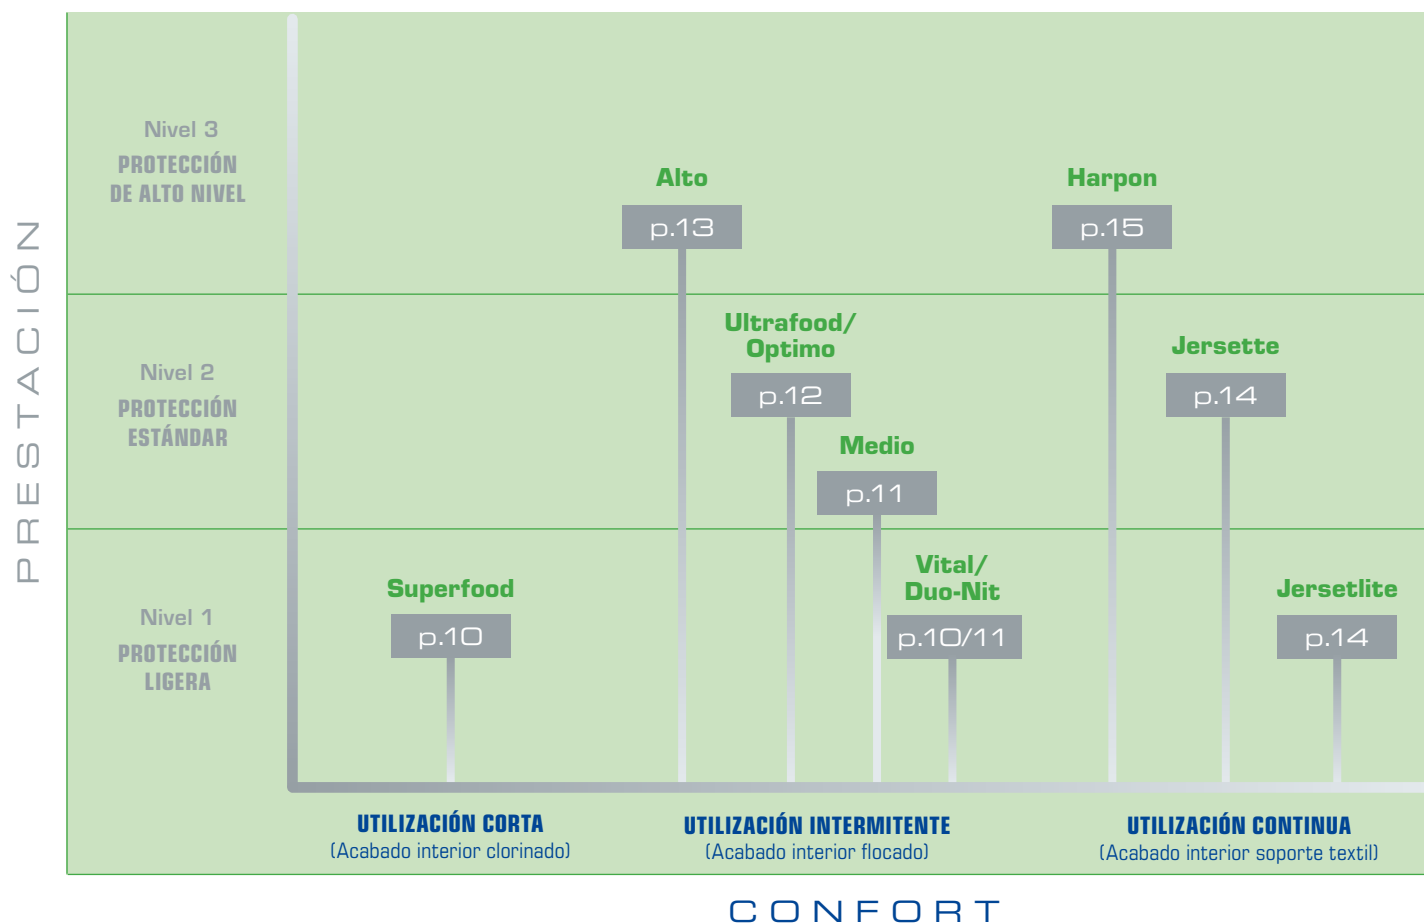 PRESTACIÓN
Nivel 3
PROTECCIÓN
DE ALTO NIVEL
Alto
p.13
Harpon
p.15
Nivel 2
PROTECCIÓN
ESTÁNDAR
Ultrafood/
Optimo
p.12
Medio
p.11
Jersette
p.14
Nivel 1
PROTECCIÓN
LIGERA
Superfood
p.10
Vital/
Duo-Nit
p.10/11
Jersetlite
p.14
UTILIZACIÓN CORTA
(Acabado interior clorinado)
UTILIZACIÓN INTERMITENTE
(Acabado interior flocado)
UTILIZACIÓN CONTINUA
(Acabado interior soporte textil)
CONFORT